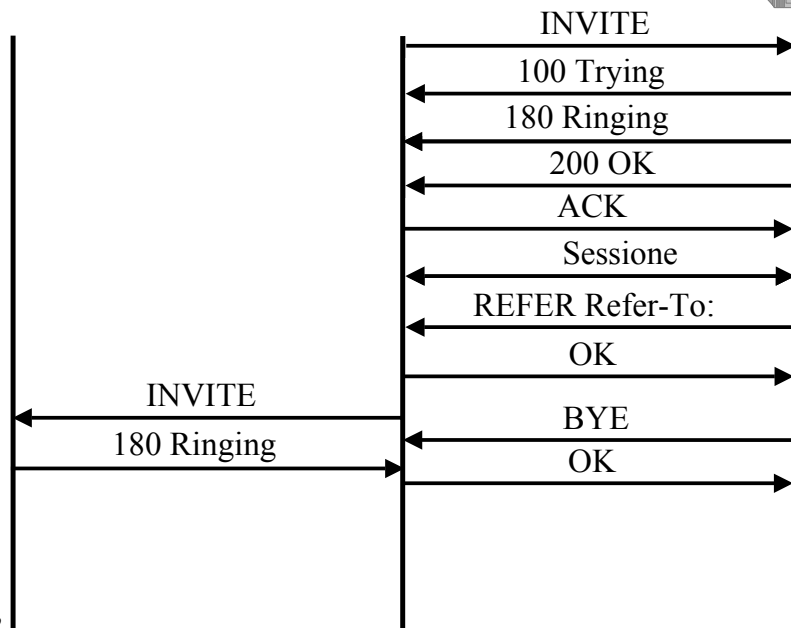 INVITE
100 Trying
180 Ringing
200 OK
ACK
Sessione
REFER Refer-To:
OK
INVITE
BYE
180 Ringing
OK